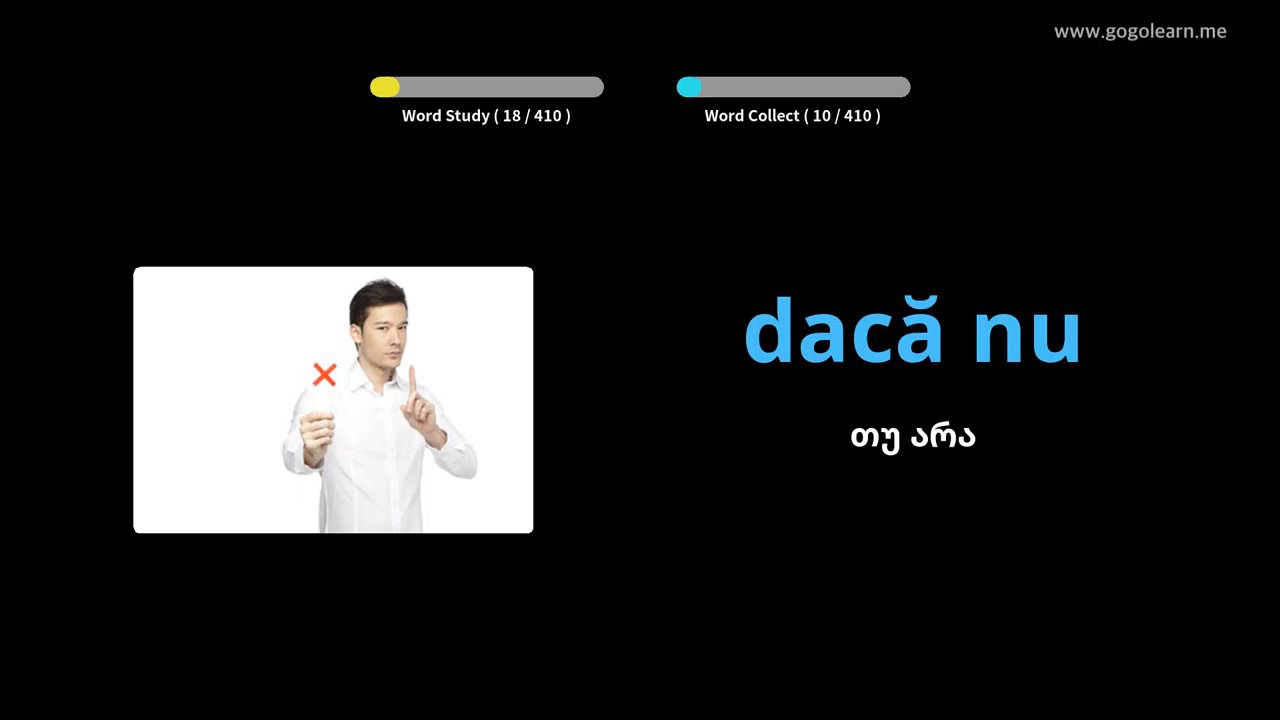 www.gogolearn.me
Word Study ( 18 / 410 )
Word Collect ( 10 / 410 )
dacă nu
თუ არა